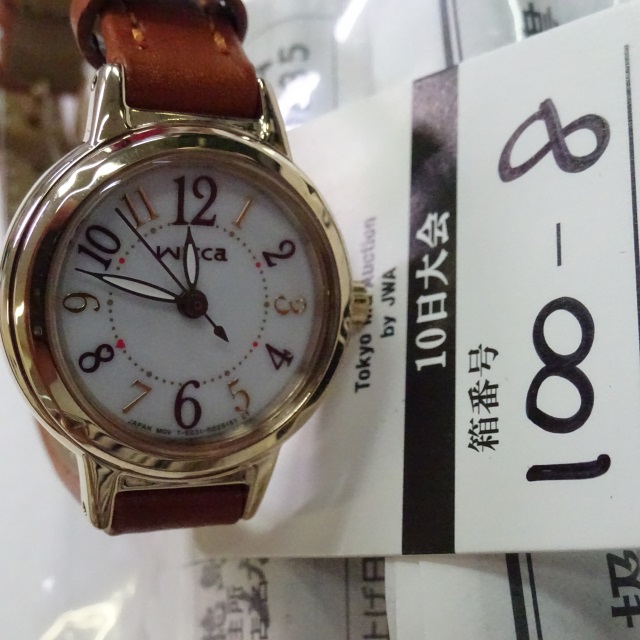 12
1
2
3
4
5
6
7
8
9
10
11
wicca
JAPAN MOV
Tokyo
Auction
by JWA
10日大会
箱番号
100-8